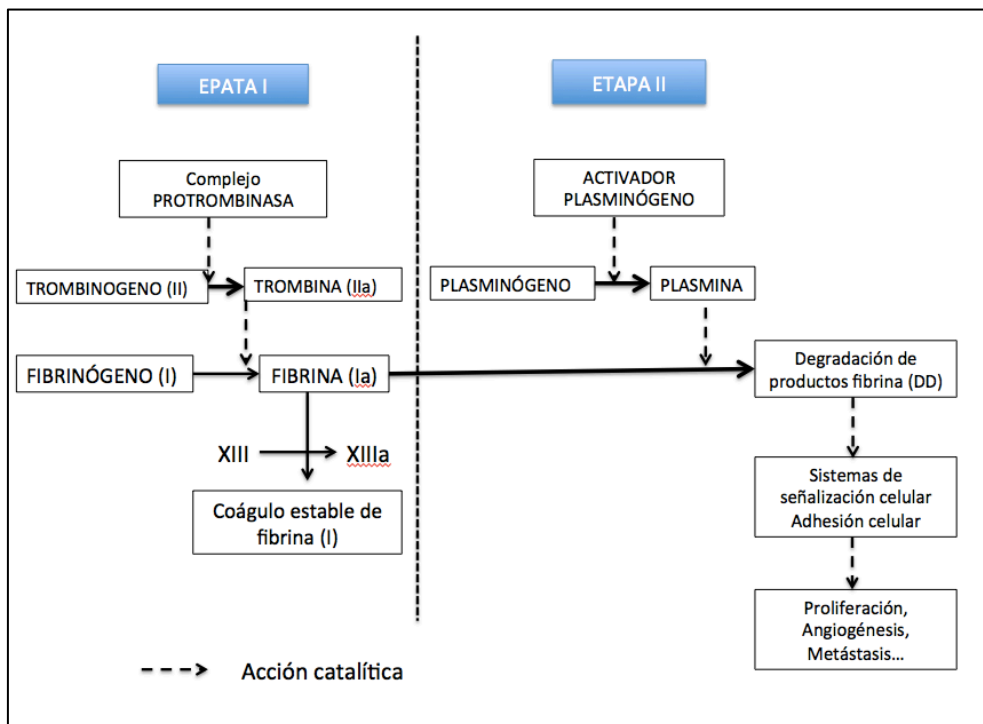 EPATA I
ETAPA II
Complejo
PROTROMBINASA
ACTIVADOR
PLASMINÓGENO
TROMBINOGENO (II)
TROMBINA (IIa)
PLASMINÓGENO
PLASMINA
FIBRINÓGENO (I)
FIBRINA (Ia)
Degradación de
productos fibrina (DD)
XIII
XIIIa
Coágulo estable de
fibrina (I)
Sistemas de
señalización celular
Adhesión celular
Proliferación,
Angiogénesis,
Metástasis...
Acción catalítica